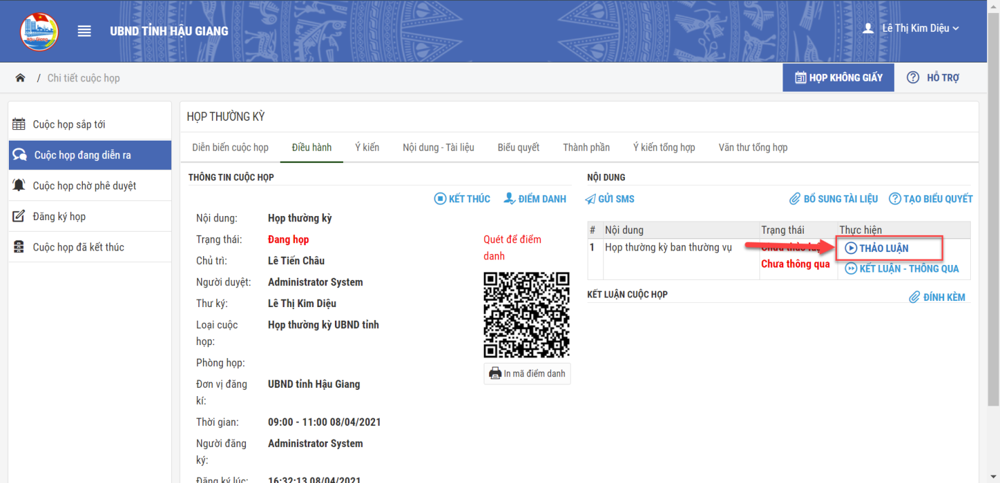 Hậu Giang
UBND TỈNH HẬU GIANG
Lê Thị Kim Diệu
/ Chi tiết cuộc họp
HỌP KHÔNG GIẤY
HỖ TRỢ
Cuộc họp sắp tới
Cuộc họp đang diễn ra
Cuộc họp chờ phê duyệt
Đăng ký họp
Cuộc họp đã kết thúc
HỌP THƯỜNG KỲ
Diễn biến cuộc họp Điều hành Ý kiến Nội dung - Tài liệu Biểu quyết Thành phần Ý kiến tổng hợp Văn thư tổng hợp
THÔNG TIN CUỘC HỌP
KẾT THÚC ĐIỂM DANH
Nội dung: Họp thường kỳ
Trạng thái: Đang họp
Chủ trì: Lê Tiến Châu
Người duyệt: Administrator System
Thư ký: Lê Thị Kim Diệu
Loại cuộc
họp:
Họp thường kỳ UBND tỉnh
Phòng họp:
Đơn vị đăng
kí:
UBND tỉnh Hậu Giang
Thời gian: 09:00 - 11:00 08/04/2021
Người đăng
ký:
Administrator System
Đăng ký lúc: 16:32:13 08/04/2021
Quét để điểm
danh
In mã điểm danh
NỘI DUNG
GỬI SMS BỔ SUNG TÀI LIỆU TẠO BIỂU QUYẾT
# Nội dung Trạng thái Thực hiện
1 Họp thường kỳ ban thường vụ
Chưa thảo luận
Chưa thông qua
THẢO LUẬN
KẾT LUẬN - THÔNG QUA
KẾT LUẬN CUỘC HỌP
ĐÍNH KÈM